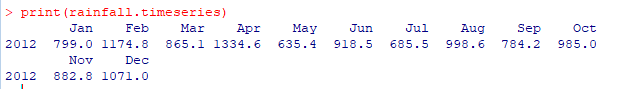 > print(rainfall.timeseries)
Jan Feb Mar Apr May Jun Jul Aug Sep Oct
2012 799.0 1174.8 865.1 1334.6 635.4 918.5 685.5 998.6 784.2 985.0
Nov Dec
2012 882.8 1071.0